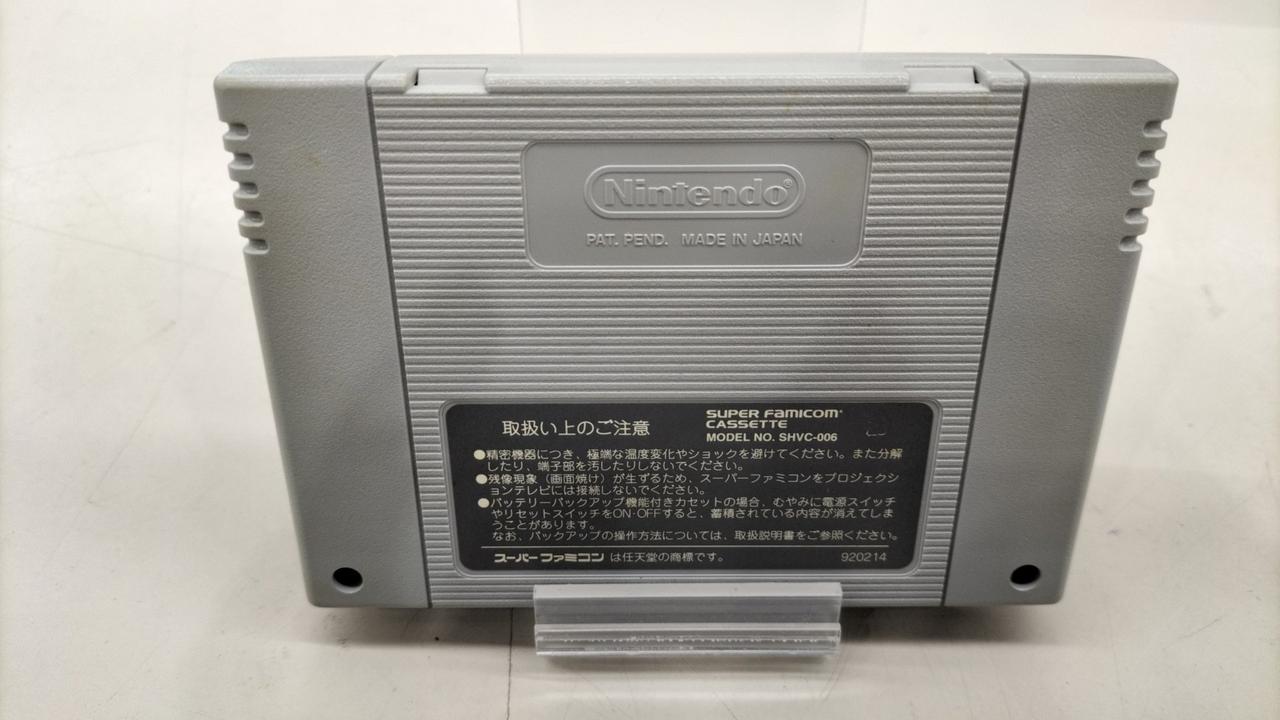 Nintendo®
PAT. PEND. MADE IN JAPAN
取扱い上のご注意
SUPER FAMICOM
CASSETTE
MODEL NO. SHVC-006
●精密機器につき、極端な温度変化やショックを避けてください。また分解
したり、端子部を汚したりしないでください。
●残像現象（画面焼け）が生ずるため、スーパーファミコンをプロジェクシ
ョンテレビには接続しないでください。
●バッテリーバックアップ機能付きカセットの場合、むやみに電源スイッチ
やリセットスイッチをON・OFFすると、蓄積されている内容が消えてしま
うことがあります。
なお、バックアップの操作方法については、取扱説明書をご参照ください。
スーパーファミコン は任天堂の商標です。
920214